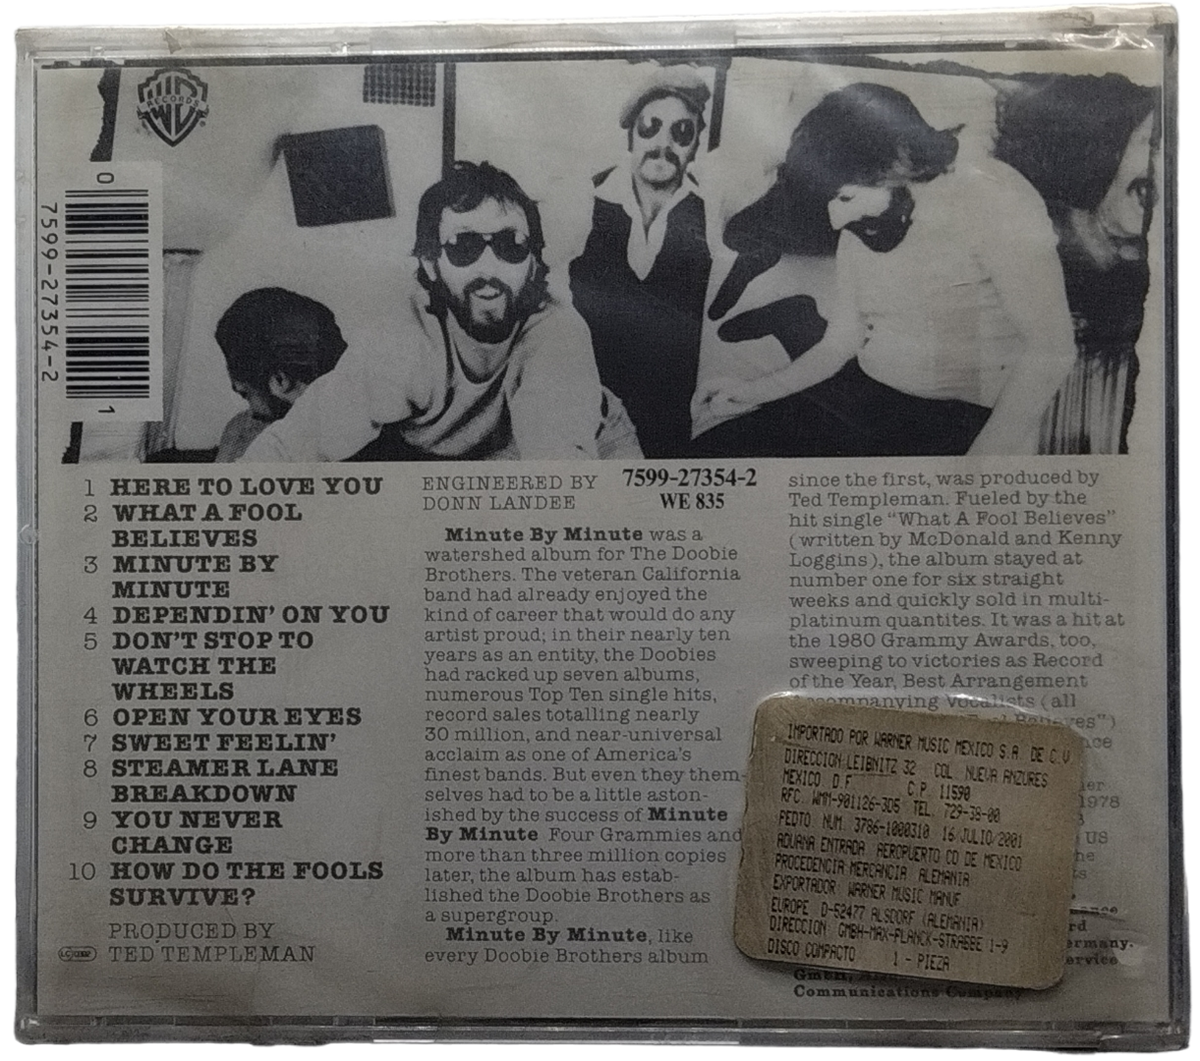 RECORDS
0
7599-27354-2
1
1 HERE TO LOVE YOU
2 WHAT A FOOL
BELIEVES
3 MINUTE BY
MINUTE
4 DEPENDIN' ON YOU
5 DON'T STOP TO
WATCH THE
WHEELS
6 OPEN YOUR EYES
7 SWEET FEELIN'
8 STEAMER LANE
BREAKDOWN
9 YOU NEVER
CHANGE
10 HOW DO THE FOOLS
SURVIVE?
PRODUCED BY
TED TEMPLEMAN
ENGINEERED BY
DONN LANDEE
7599-27354-2
WE 835
Minute By Minute was a
watershed album for The Doobie
Brothers. The veteran California
band had already enjoyed the
kind of career that would do any
artist proud; in their nearly ten
years as an entity, the Doobies
had racked up seven albums,
numerous Top Ten single hits,
record sales totalling nearly
30 million, and near-universal
acclaim as one of America's
finest bands. But even they them-
selves had to be a little aston-
ished by the success of Minute
By Minute. Four Grammies and
more than three million copies
later, the album has estab-
lished the Doobie Brothers as
a supergroup.
Minute By Minute, like
every Doobie Brothers album
since the first, was produced by
Ted Templeman. Fueled by the
hit single "What A Fool Believes"
(written by McDonald and Kenny
Loggins), the album stayed at
number one for six straight
weeks and quickly sold in multi-
platinum quantites. It was a hit at
the 1980 Grammy Awards, too,
sweeping to victories as Record
of the Year, Best Arrangement
Vocalists (all
1978
US
Communications Company
IMPORTADO POR WARNER MUSIC MEXICO S.A. DE C.V.
DIRECCION LEIBNITZ 32 COL. NUEVA ANZURES
MEXICO D.F. C.P. 11590
RFC. WMM-901126-3D5 TEL. 729-38-00
PEDTO. NUM. 3786-1000310 16/JULIO/2001
ADUANA ENTRADA AEROPUERTO CD DE MEXICO
PROCEDENCIA MERCANCIA ALEMANIA
EXPORTADOR: WARNER MUSIC MANUF
EUROPE D-52477 ALSDORF (ALEMANIA)
DIRECCION GMBH-MAX-PLANCK-STRABBE 1-9
DISCO COMPACTO 1 - PIEZA